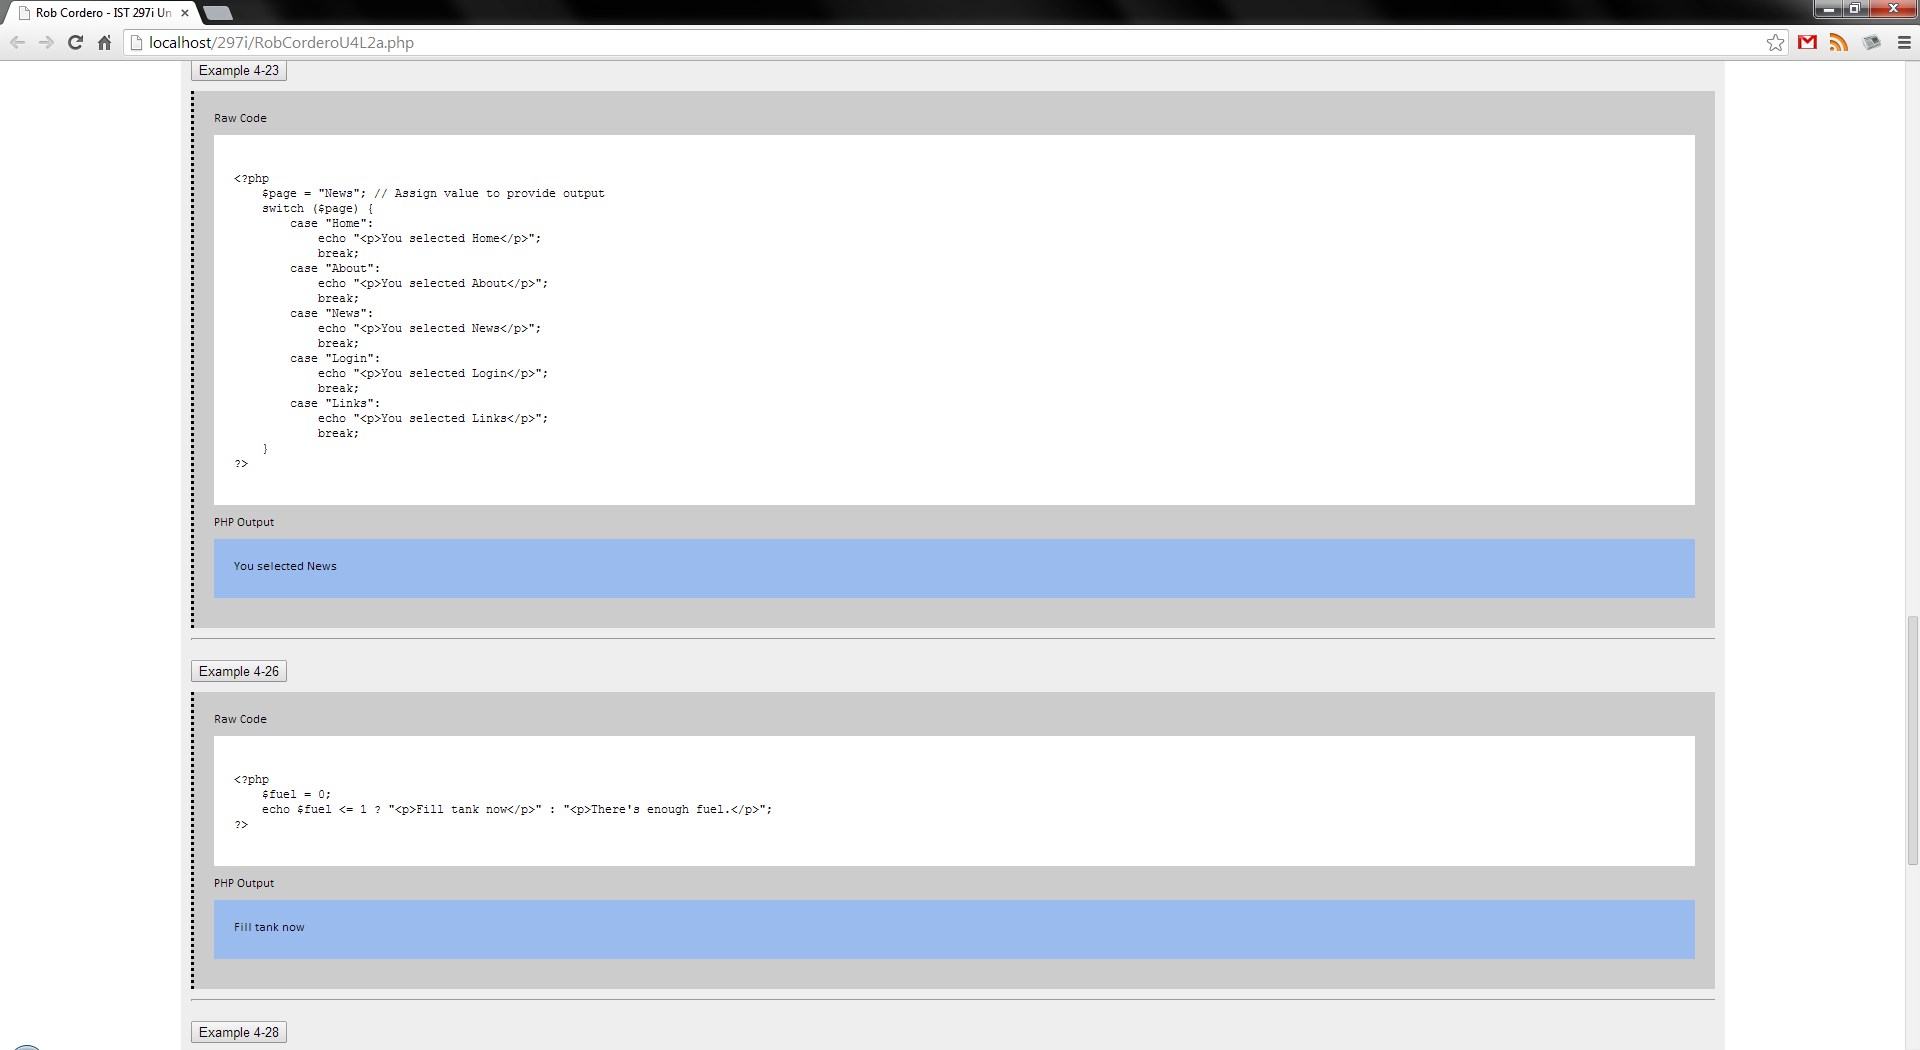 Rob Cordero - IST 297i Un
localhost/297i/RobCorderoU4L2a.php
Example 4-23
Raw Code
<?php
    $page = "News"; // Assign value to provide output
    switch ($page) {
        case "Home":
            echo "<p>You selected Home</p>";
            break;
        case "About":
            echo "<p>You selected About</p>";
            break;
        case "News":
            echo "<p>You selected News</p>";
            break;
        case "Login":
            echo "<p>You selected Login</p>";
            break;
        case "Links":
            echo "<p>You selected Links</p>";
            break;
    }
?>
PHP Output
You selected News
Example 4-26
Raw Code
<?php
    $fuel = 0;
    echo $fuel <= 1 ? "<p>Fill tank now</p>" : "<p>There's enough fuel.</p>";
?>
PHP Output
Fill tank now
Example 4-28